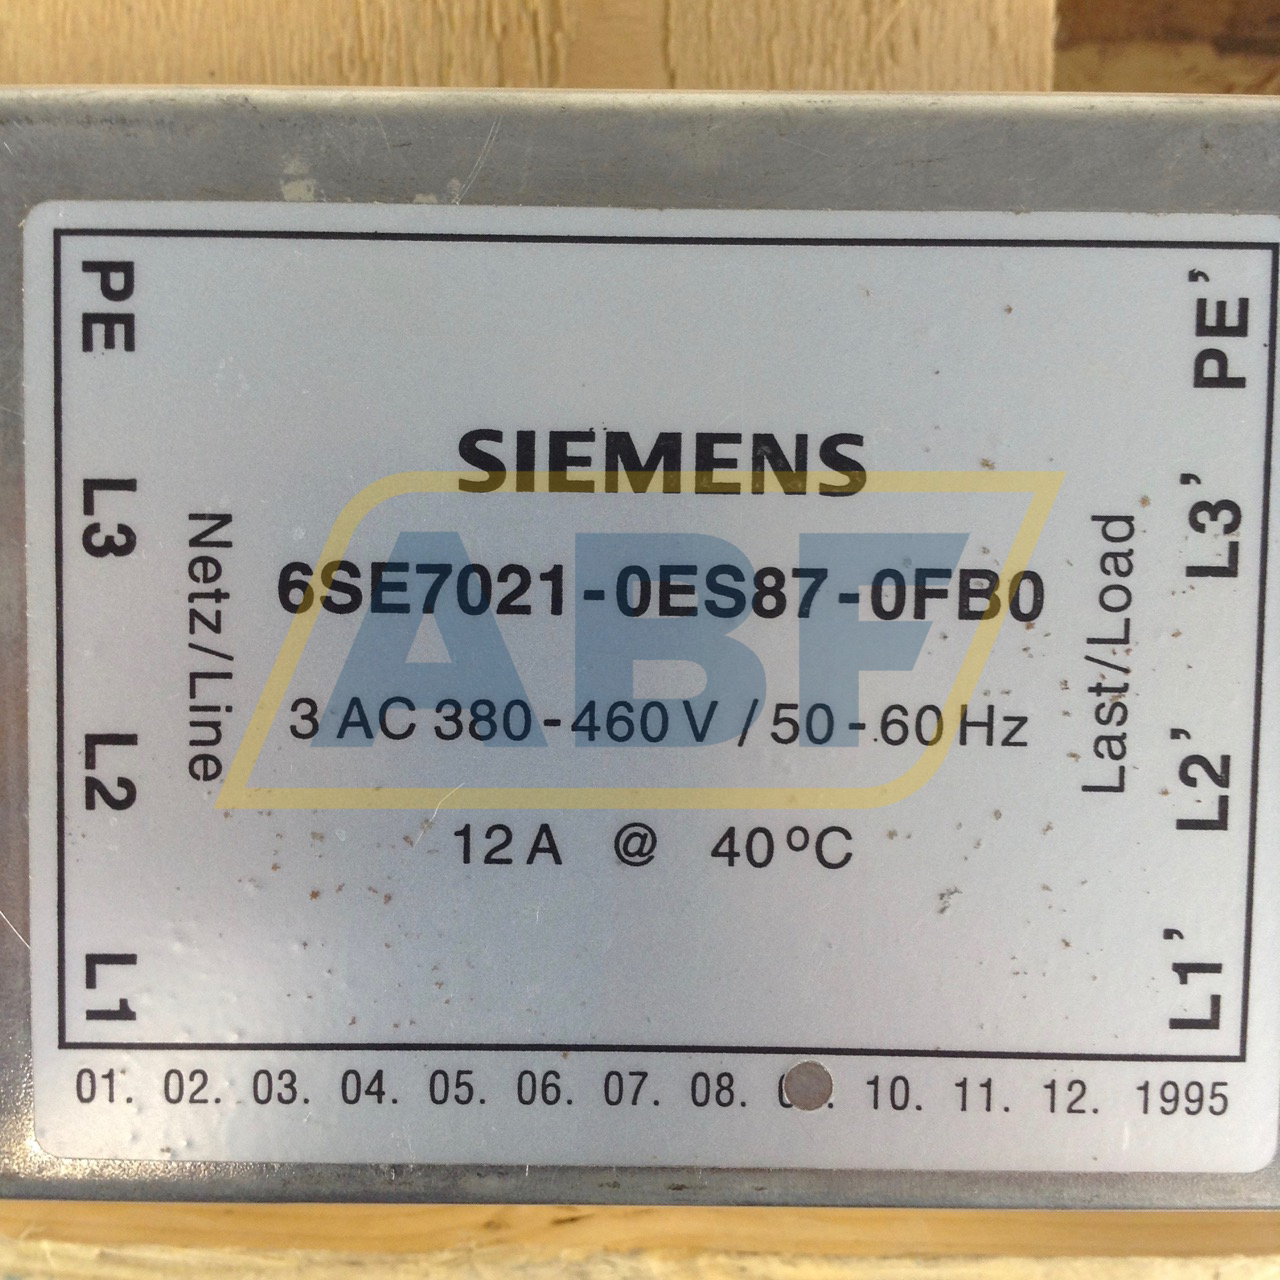 SIEMENS
6SE7021-0ES87-0FB0
3 AC 380-460 V / 50-60 Hz
12 A @ 40°C
PE
L3
L2
L1
Netz/Line
Last/Load
PE'
L3'
L2'
L1'
01. 02. 03. 04. 05. 06. 07. 08. 10. 11. 12. 1995
ABF